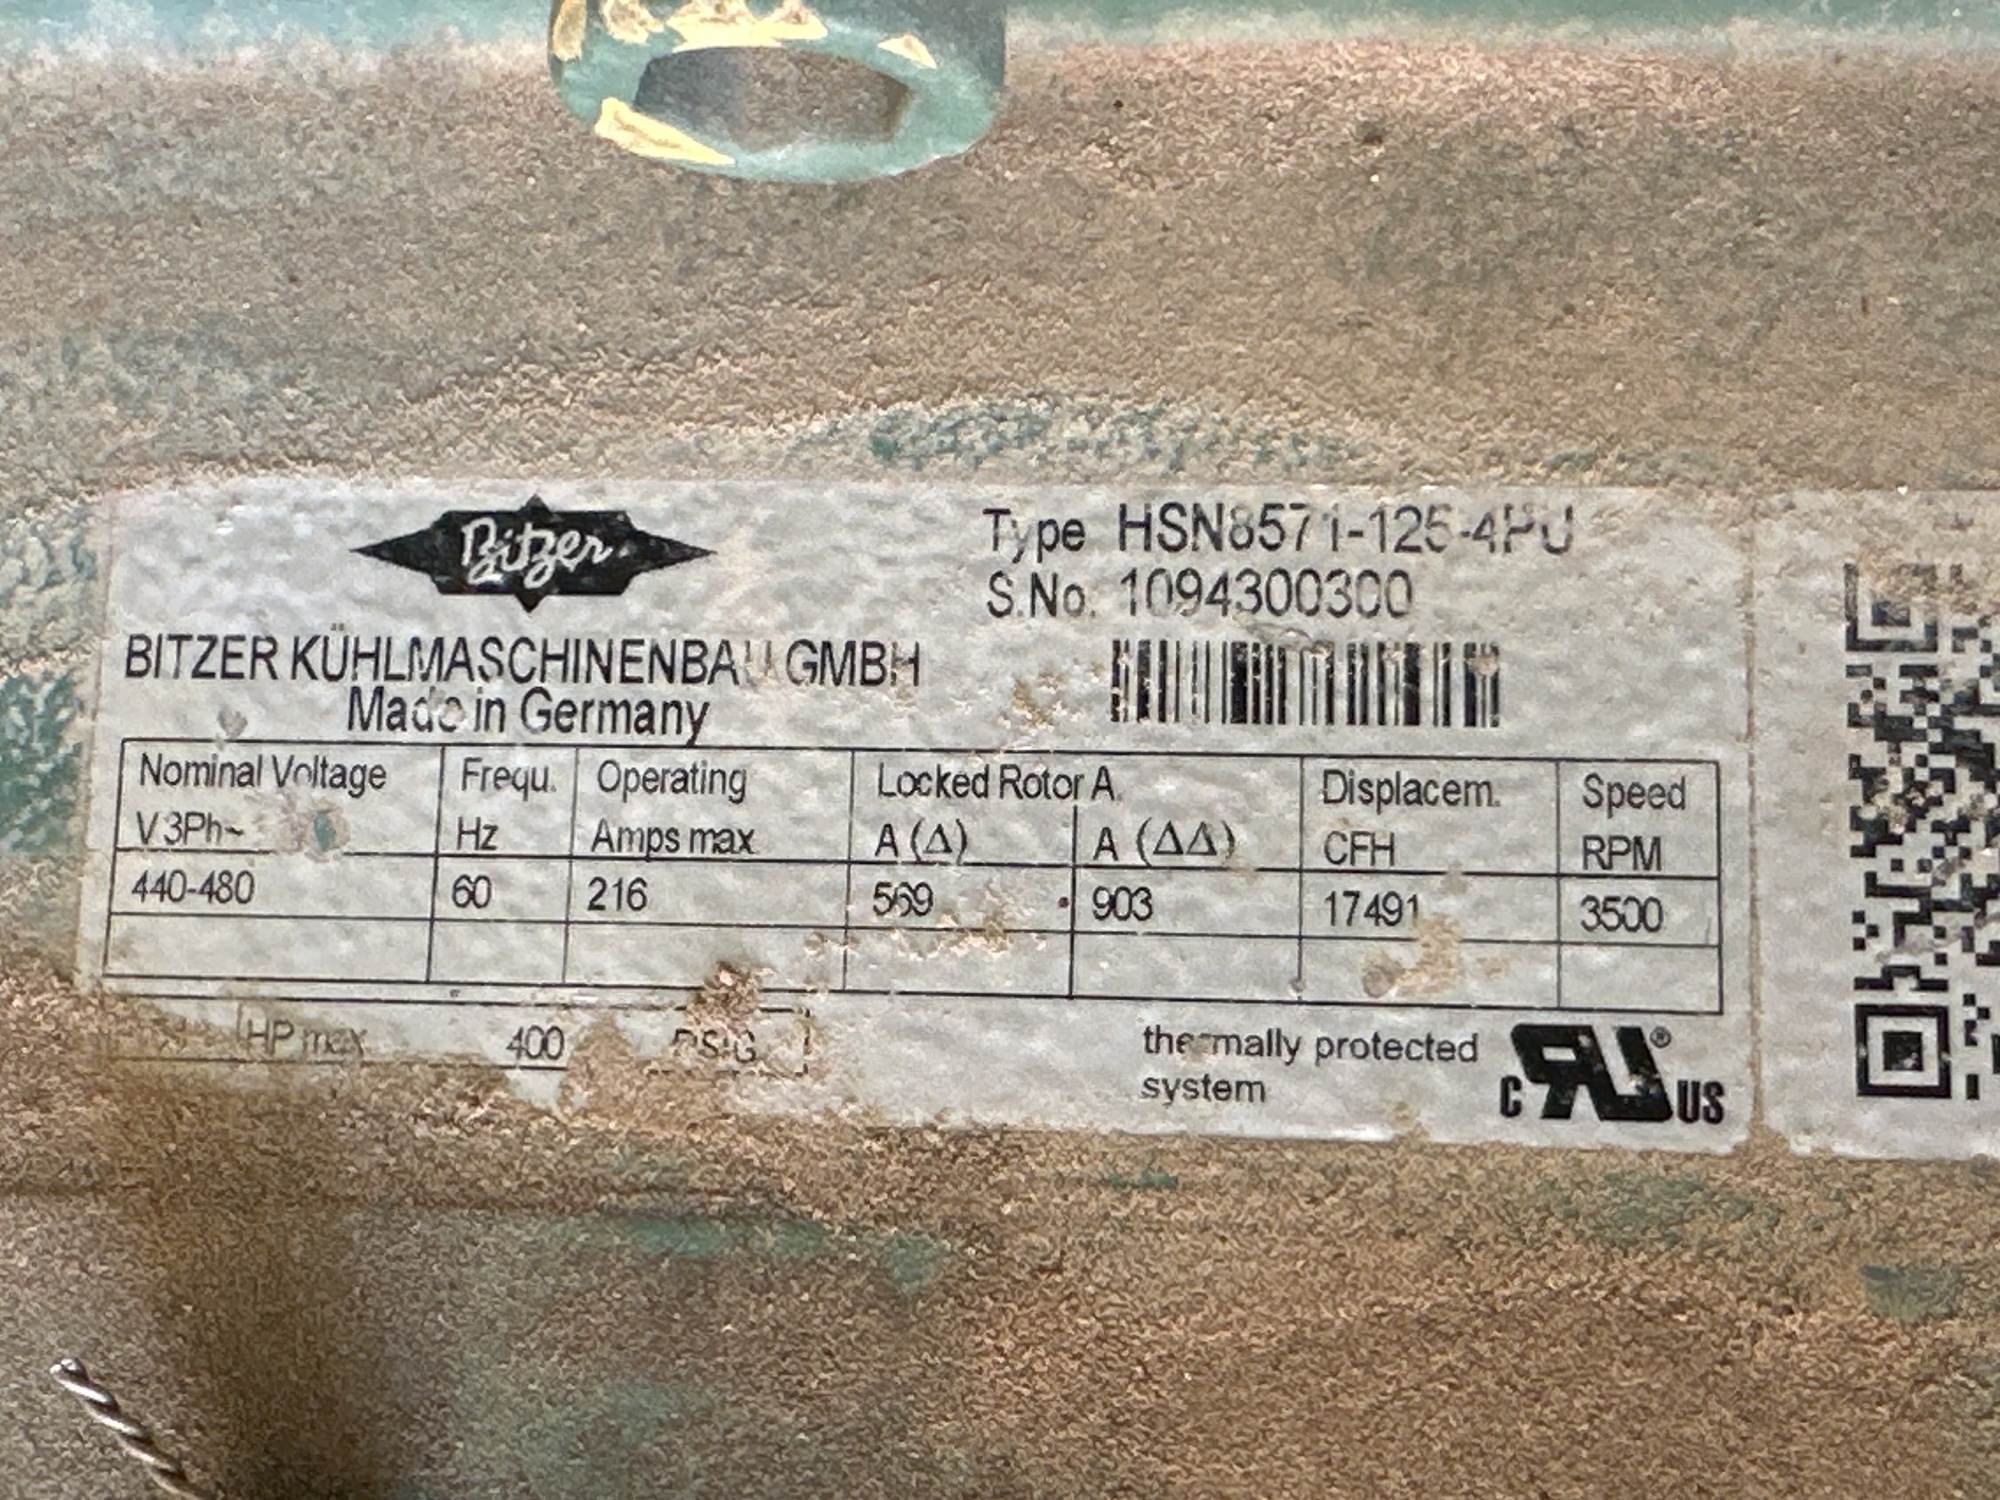 Bitzer
Type HSN8571-125-4PU
S.No. 1094300300
BITZER KÜHLMASCHINENBAU GMBH
Made in Germany
Nominal Voltage Frequ. Operating Locked Rotor A. Displacem. Speed
V 3Ph~ Hz Amps max A (Δ) A (ΔΔ) CFH RPM
440-480 60 216 569 903 17491 3500
HP max 400
thermally protected
system
c RU ® US